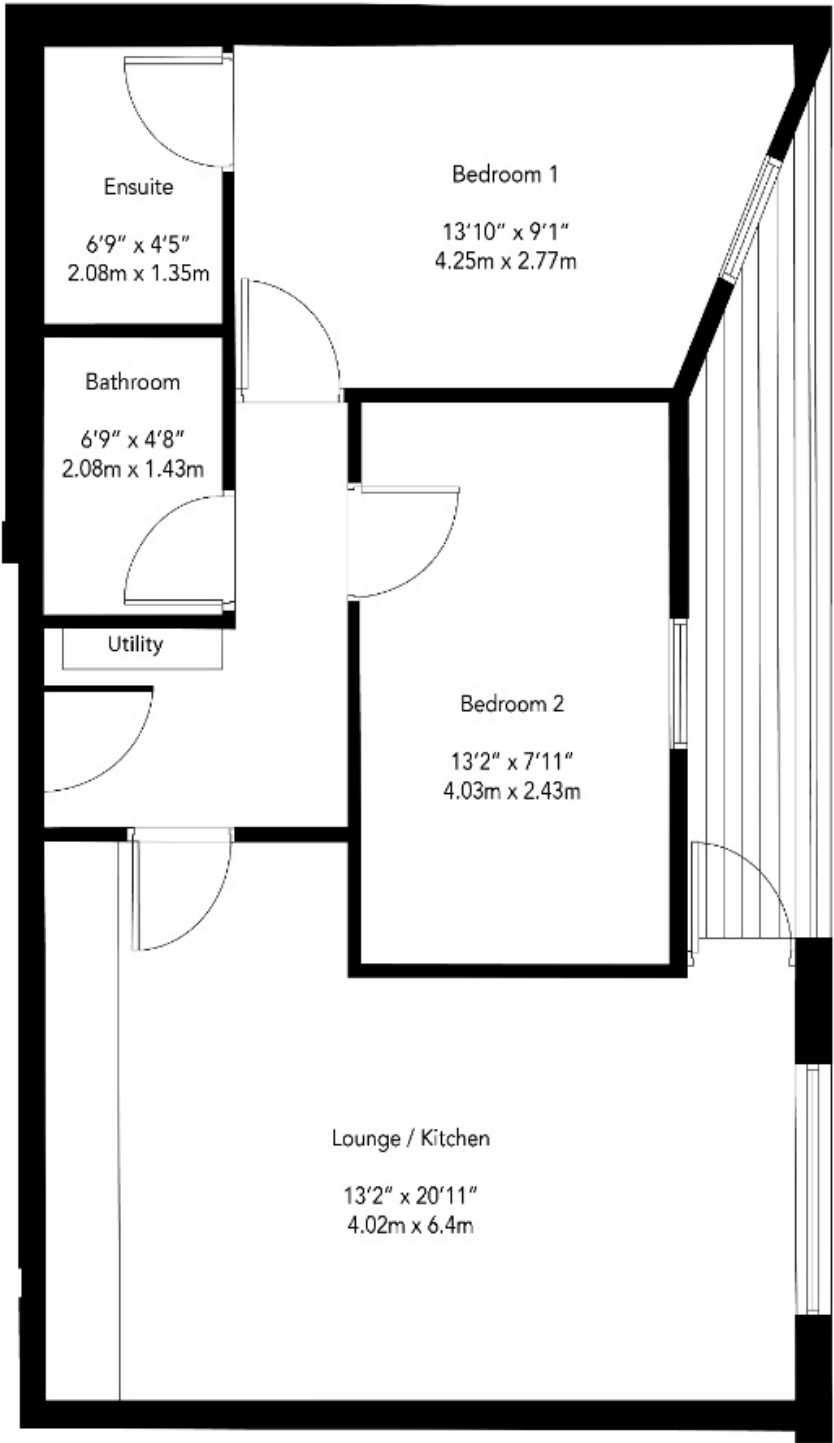 Ensuite
6'9" x 4'5"
2.08m x 1.35m
Bedroom 1
13'10" x 9'1"
4.25m x 2.77m
Bathroom
6'9" x 4'8"
2.08m x 1.43m
Utility
Bedroom 2
13'2" x 7'11"
4.03m x 2.43m
Lounge / Kitchen
13'2" x 20'11"
4.02m x 6.4m